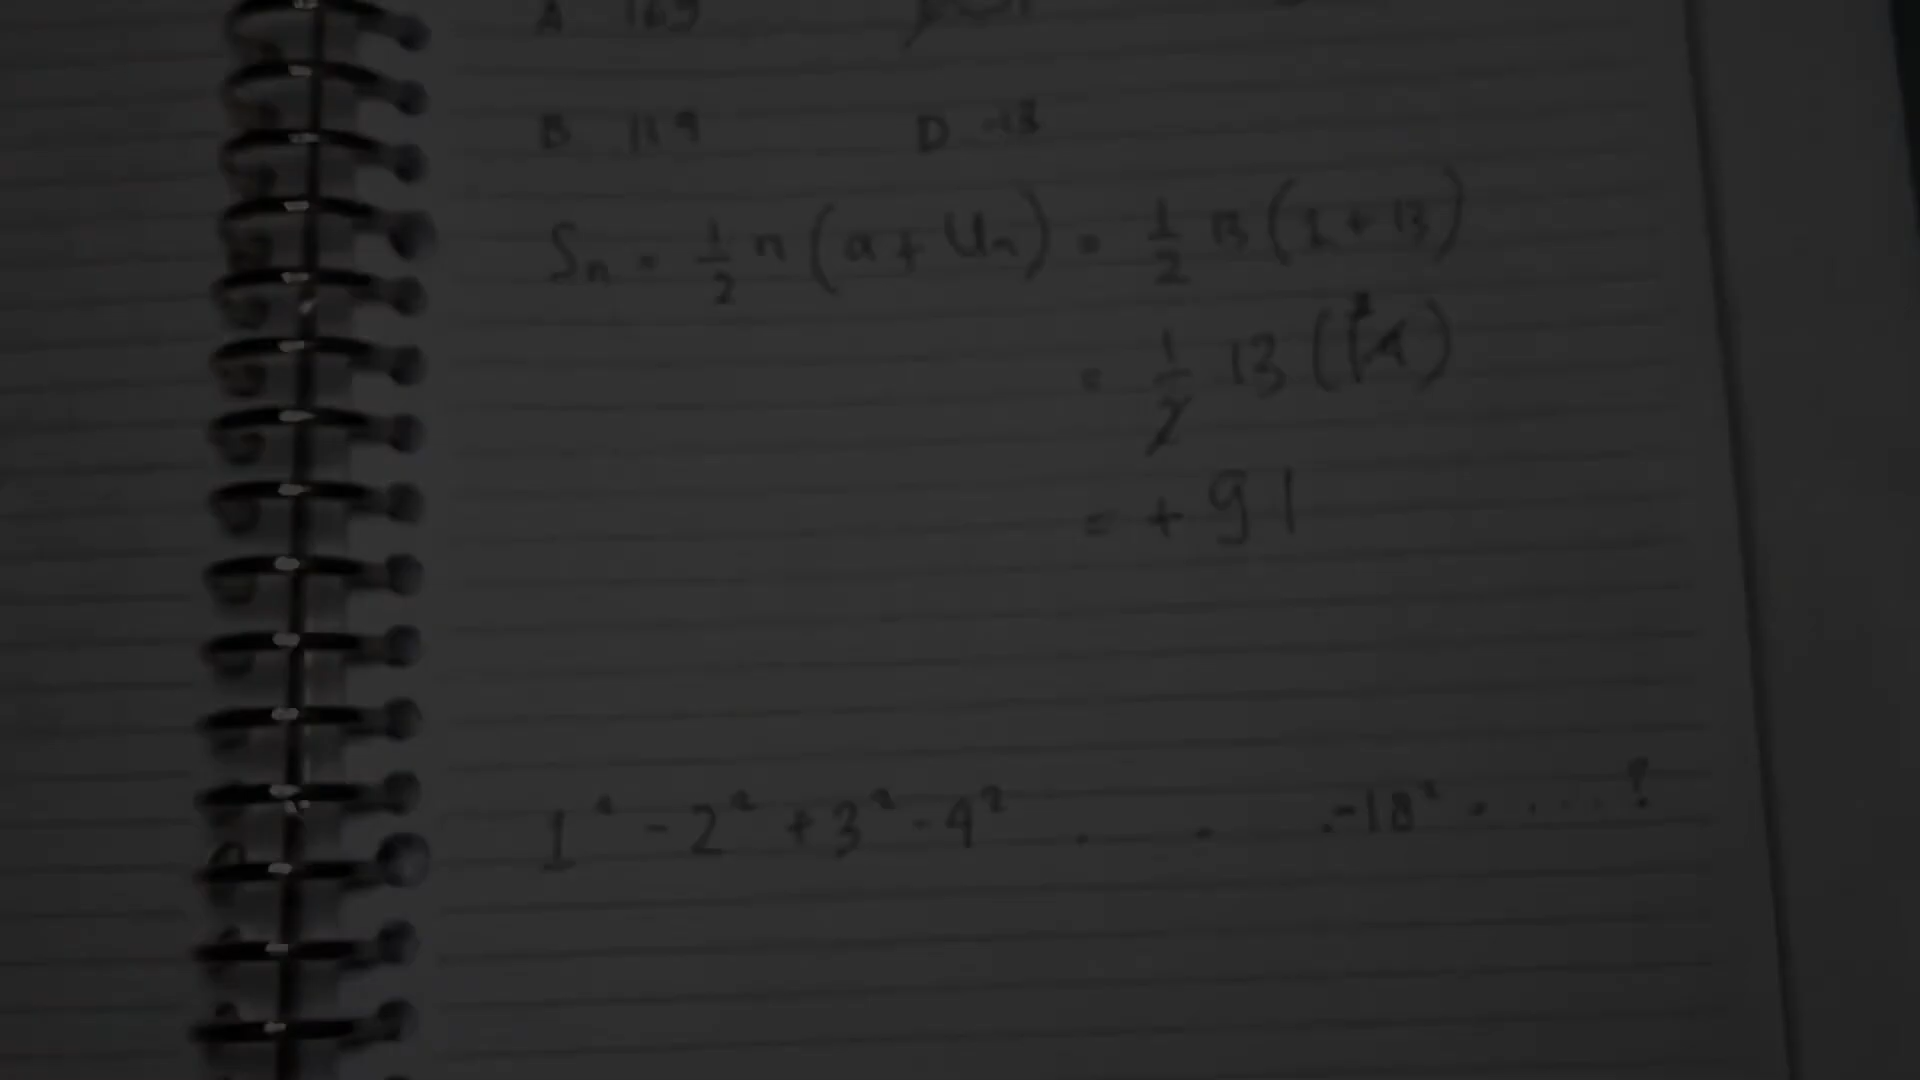 A 169
B 119 D -13
Sₙ = 1/2 n (a + Uₙ) = 1/2 13 (1 + 13)
= 1/2 13 (14)
= + 91
1² - 2² + 3² - 4² . . . -18² = . . . . ?